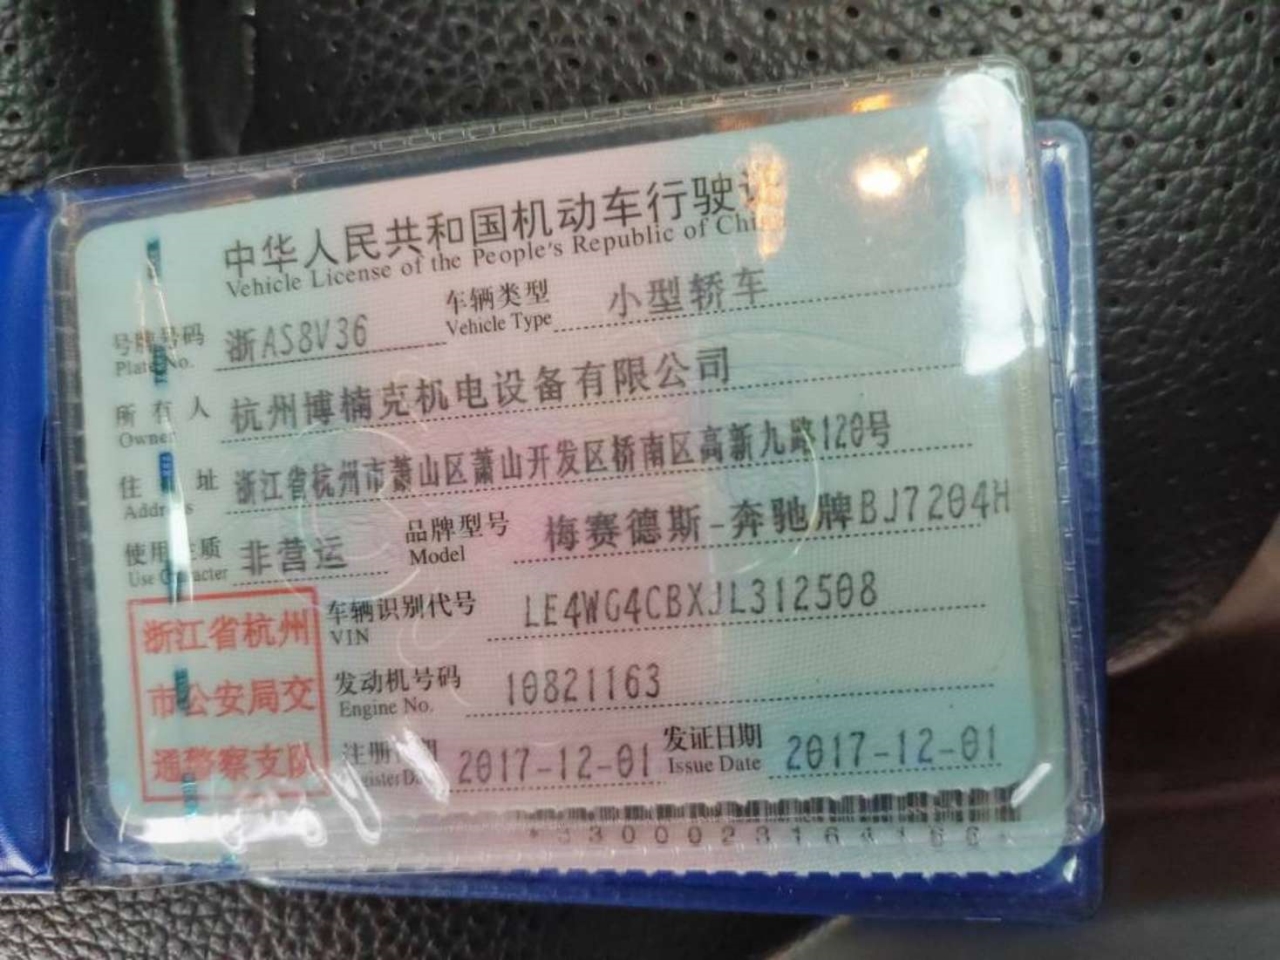 中华人民共和国机动车行驶证
Vehicle License of the People's Republic of China
号牌号码 浙AS8V36 车辆类型 小型轿车
Plate No. Vehicle Type
所有人 杭州博楠克机电设备有限公司
Owner
住址 浙江省杭州市萧山区萧山开发区桥南区高新九路120号
Address
使用性质 非营运 品牌型号 梅赛德斯-奔驰牌BJ7204H
Use Character Model
浙江省杭州
市公安局交
通警察支队
车辆识别代号 LE4WG4CBXJL312508
VIN
发动机号码 10821163
Engine No.
注册日期 2017-12-01 发证日期 2017-12-01
Register Date Issue Date